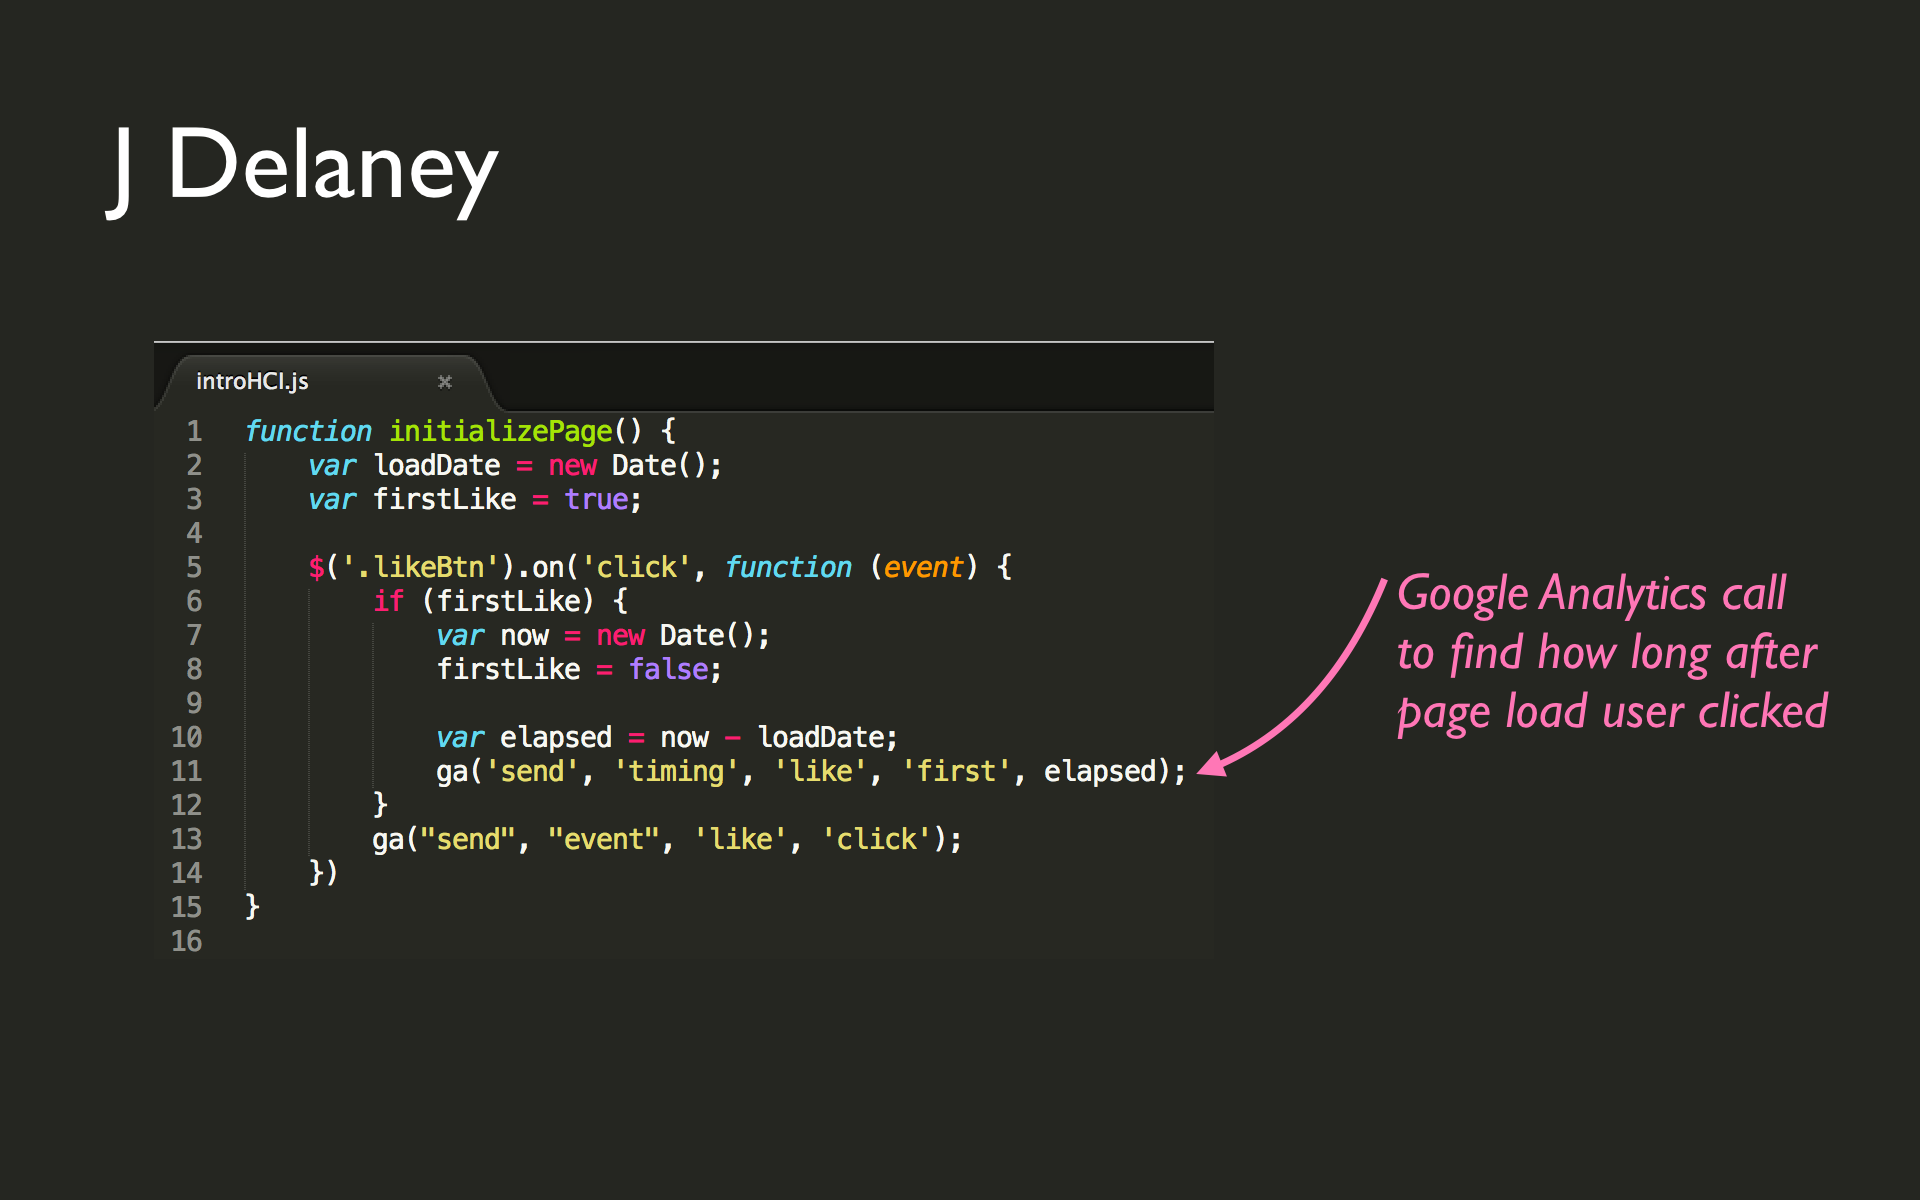 J Delaney
introHCI.js
1 function initializePage() {
2 var loadDate = new Date();
3 var firstLike = true;
4
5 $('.likeBtn').on('click', function (event) {
6 if (firstLike) {
7 var now = new Date();
8 firstLike = false;
9
10 var elapsed = now - loadDate;
11 ga('send', 'timing', 'like', 'first', elapsed);
12 }
13 ga("send", "event", 'like', 'click');
14 })
15 }
16
Google Analytics call
to find how long after
page load user clicked